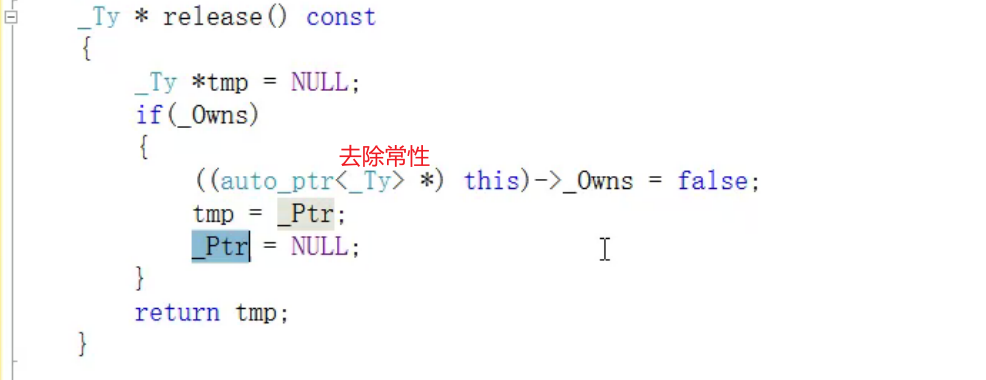 _Ty * release() const
{
_Ty *tmp = NULL;
if(_Owns)
{
去除常性
((auto_ptr<_Ty> *) this)->_Owns = false;
tmp = _Ptr;
_Ptr = NULL;
}
return tmp;
}